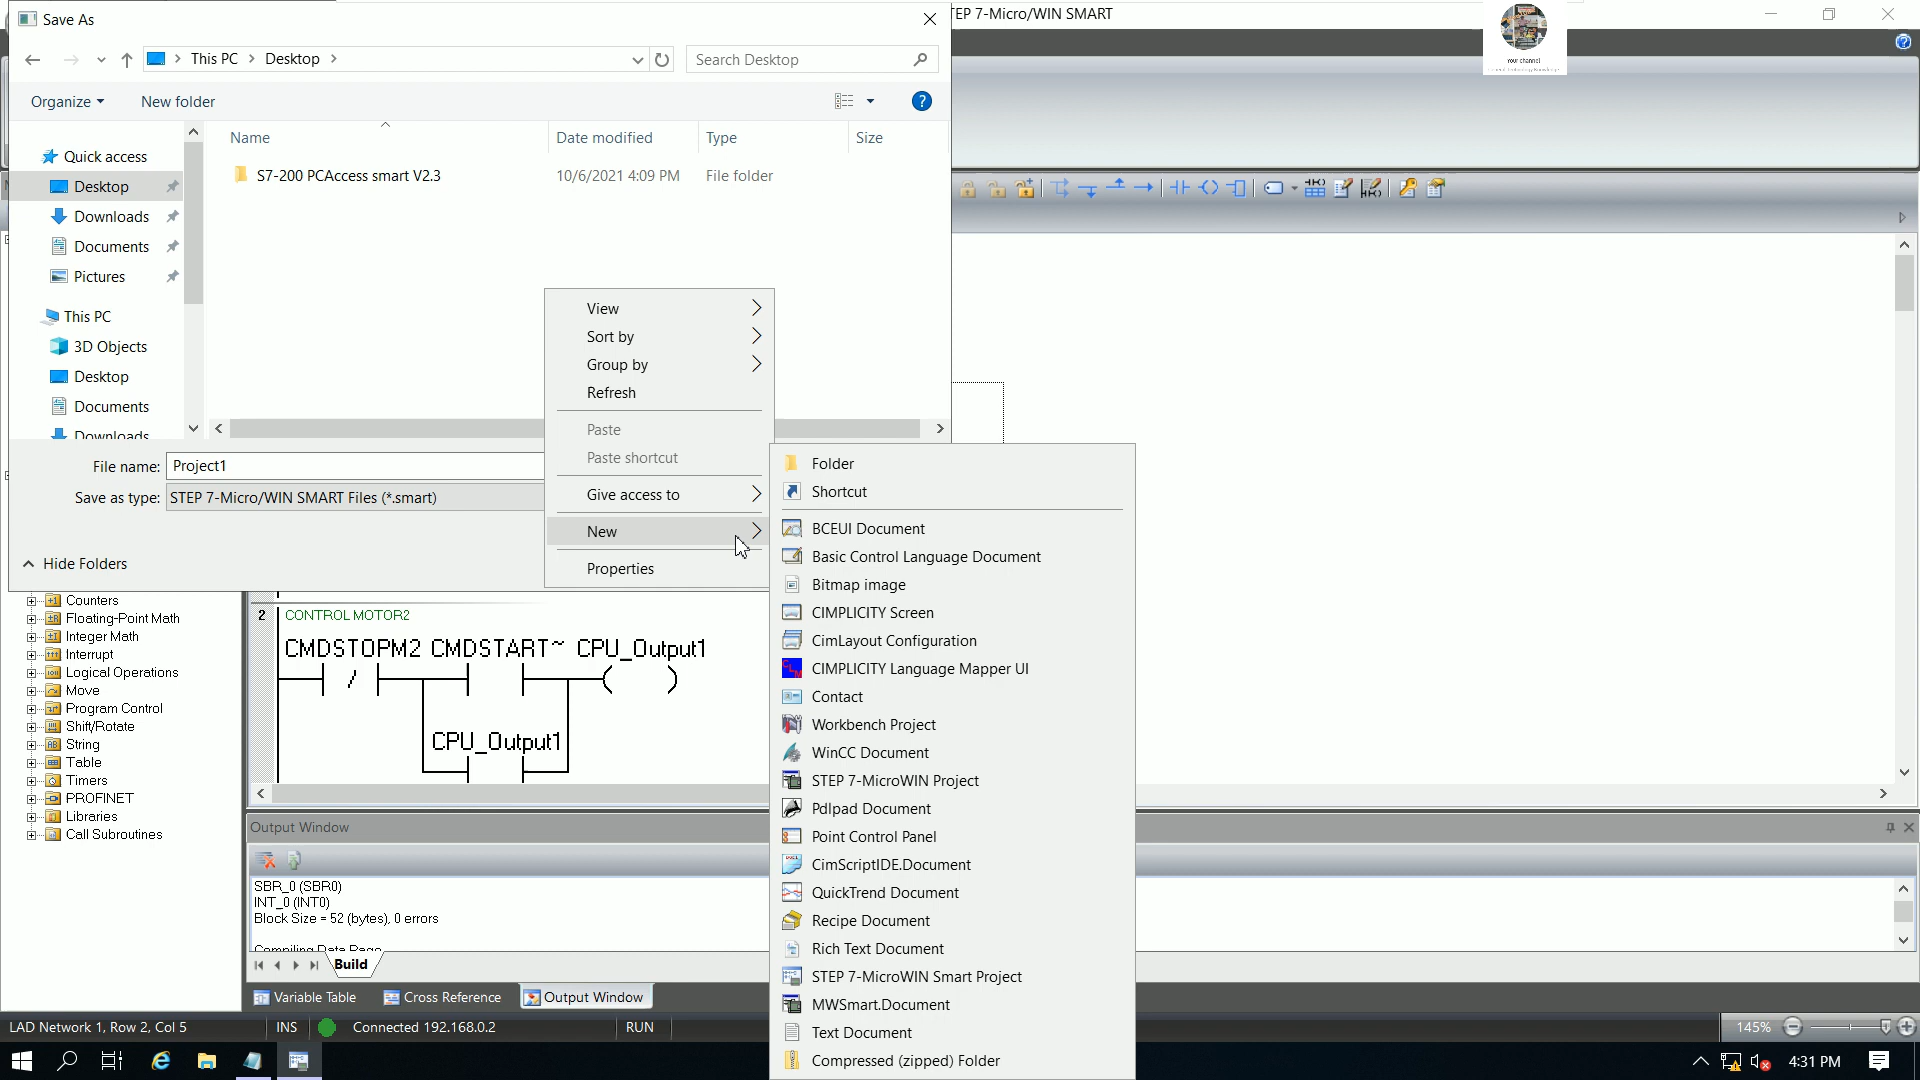 Save As
TEP 7-Micro/WIN SMART
Your channel
This PC
Desktop
Search Desktop
Organize
New folder
Name
Date modified
Type
Size
Quick access
S7-200 PCAccess smart V2.3
10/6/2021 4:09 PM
File folder
Desktop
Downloads
Documents
Pictures
This PC
3D Objects
Desktop
Documents
Downloads
View
Sort by
Group by
Refresh
Paste
Paste shortcut
Give access to
New
Properties
File name:
Project1
Save as type:
STEP 7-Micro/WIN SMART Files (*.smart)
Hide Folders
Folder
Shortcut
BCEUI Document
Basic Control Language Document
Bitmap image
CIMPLICITY Screen
CimLayout Configuration
CIMPLICITY Language Mapper UI
Contact
Workbench Project
WinCC Document
STEP 7-MicroWIN Project
Pdlpad Document
Point Control Panel
CimScriptIDE.Document
QuickTrend Document
Recipe Document
Rich Text Document
STEP 7-MicroWIN Smart Project
MWSmart.Document
Text Document
Compressed (zipped) Folder
Counters
Floating-Point Math
Integer Math
Interrupt
Logical Operations
Move
Program Control
Shift/Rotate
String
Table
Timers
PROFINET
Libraries
Call Subroutines
2
CONTROL MOTOR2
CMDSTOPM2 CMDSTART~ CPU_Output1
CPU_Output1
Output Window
SBR_0 (SBR0)
INT_0 (INT0)
Block Size = 52 (bytes), 0 errors
Compiling Data Page
Build
Variable Table
Cross Reference
Output Window
LAD Network 1, Row 2, Col 5
INS
Connected 192.168.0.2
RUN
145%
4:31 PM